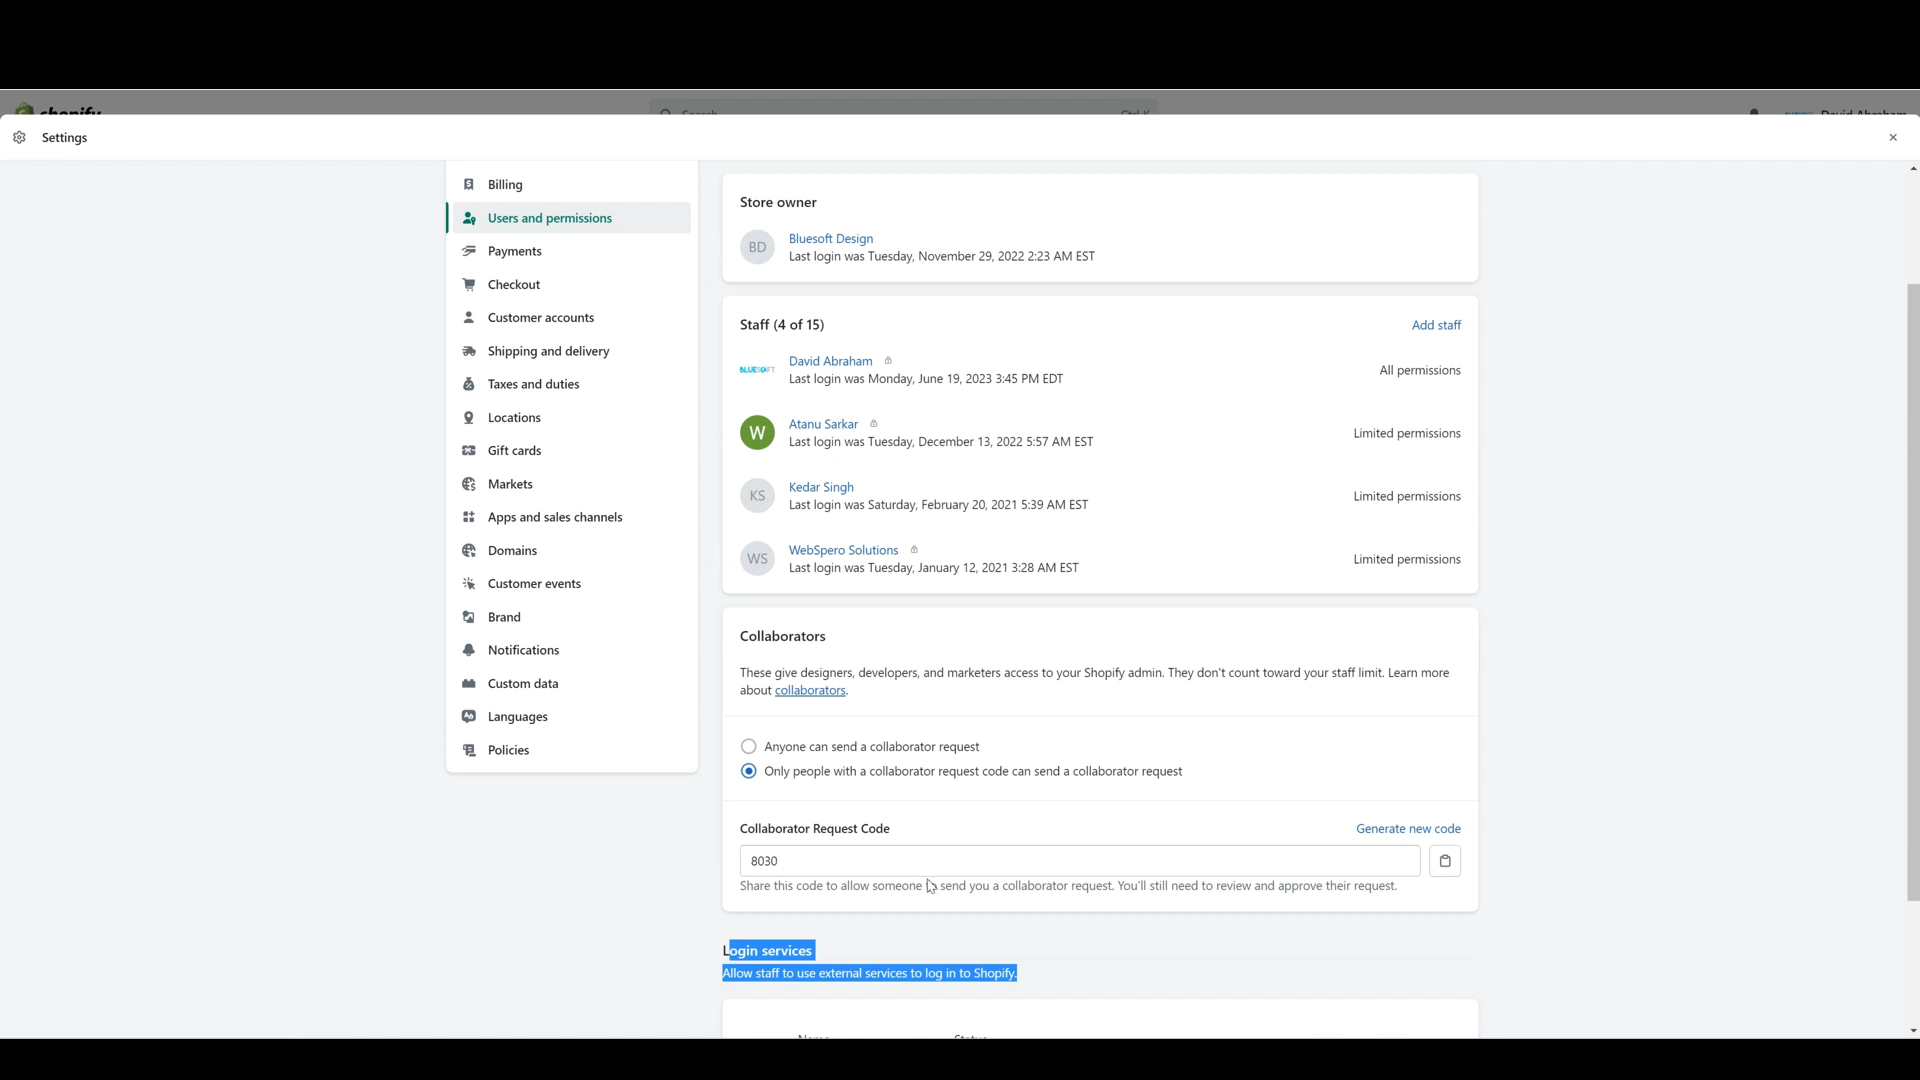 Settings
Billing
Users and permissions
Payments
Checkout
Customer accounts
Shipping and delivery
Taxes and duties
Locations
Gift cards
Markets
Apps and sales channels
Domains
Customer events
Brand
Notifications
Custom data
Languages
Policies
Store owner
BD
Bluesoft Design
Last login was Tuesday, November 29, 2022 2:23 AM EST
Staff (4 of 15)
Add staff
BLUESOFT
David Abraham
Last login was Monday, June 19, 2023 3:45 PM EDT
All permissions
W
Atanu Sarkar
Last login was Tuesday, December 13, 2022 5:57 AM EST
Limited permissions
KS
Kedar Singh
Last login was Saturday, February 20, 2021 5:39 AM EST
Limited permissions
WS
WebSpero Solutions
Last login was Tuesday, January 12, 2021 3:28 AM EST
Limited permissions
Collaborators
These give designers, developers, and marketers access to your Shopify admin. They don't count toward your staff limit. Learn more
about collaborators.
Anyone can send a collaborator request
Only people with a collaborator request code can send a collaborator request
Collaborator Request Code
Generate new code
8030
Share this code to allow someone to send you a collaborator request. You'll still need to review and approve their request.
Login services
Allow staff to use external services to log in to Shopify.